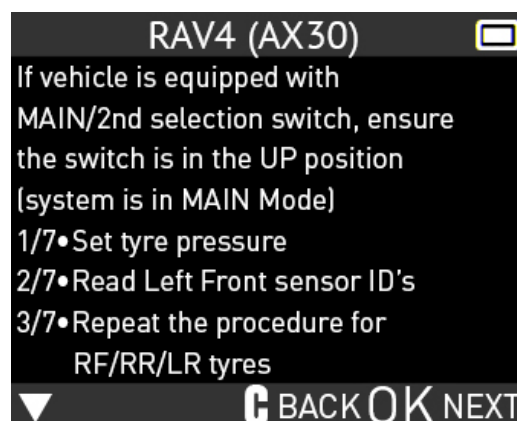 RAV4 (AX30)
If vehicle is equipped with
MAIN/2nd selection switch, ensure
the switch is in the UP position
(system is in MAIN Mode)
1/7•Set tyre pressure
2/7•Read Left Front sensor ID's
3/7•Repeat the procedure for
RF/RR/LR tyres
C BACK OK NEXT